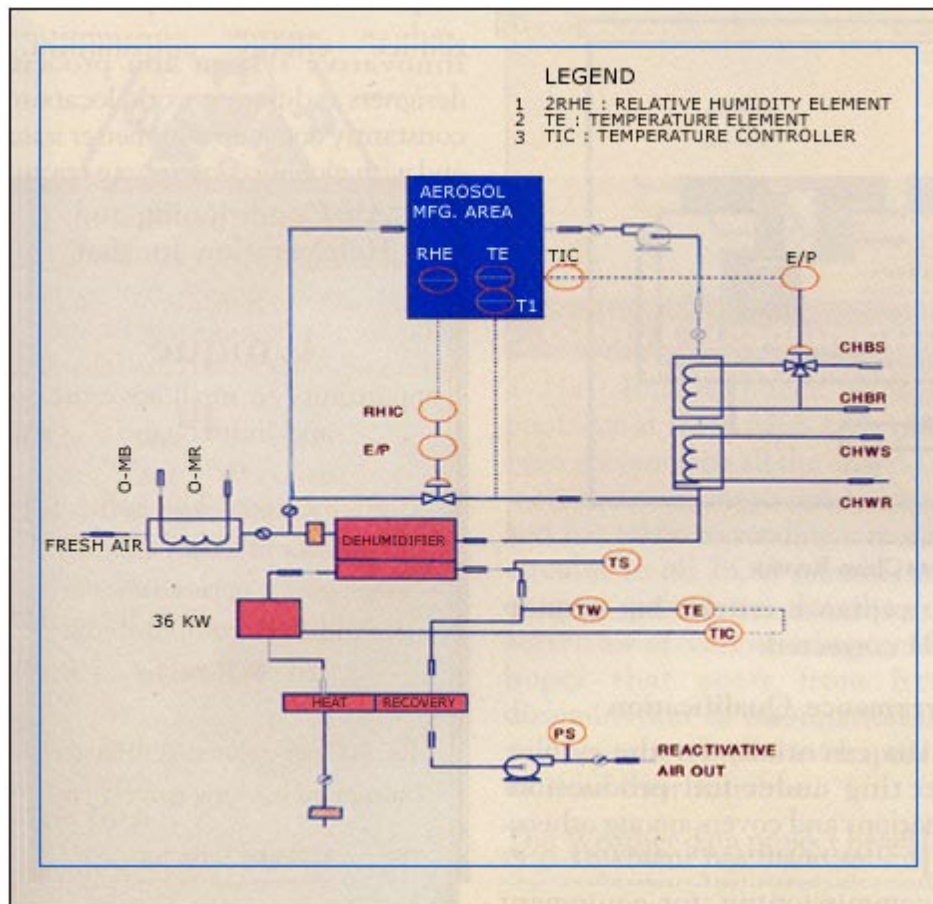 LEGEND
1 2RHE : RELATIVE HUMIDITY ELEMENT
2 TE : TEMPERATURE ELEMENT
3 TIC : TEMPERATURE CONTROLLER
AEROSOL
MFG. AREA
RHE TE TIC E/P
T1
CHBS
CHBR
RHIC
E/P
CHWS
CHWR
O-MB O-MR
FRESH AIR
DEHUMIDIFIER
TS
36 KW
TW TE
TIC
HEAT RECOVERY
PS
REACTIVATIVE
AIR OUT